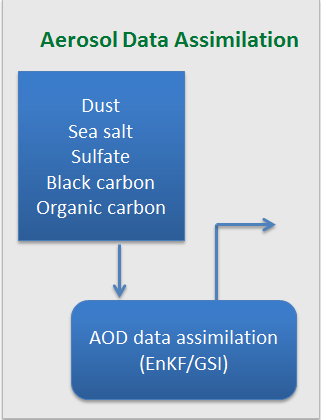 Aerosol Data Assimilation
Dust
Sea salt
Sulfate
Black carbon
Organic carbon
AOD data assimilation
(EnKF/GSI)